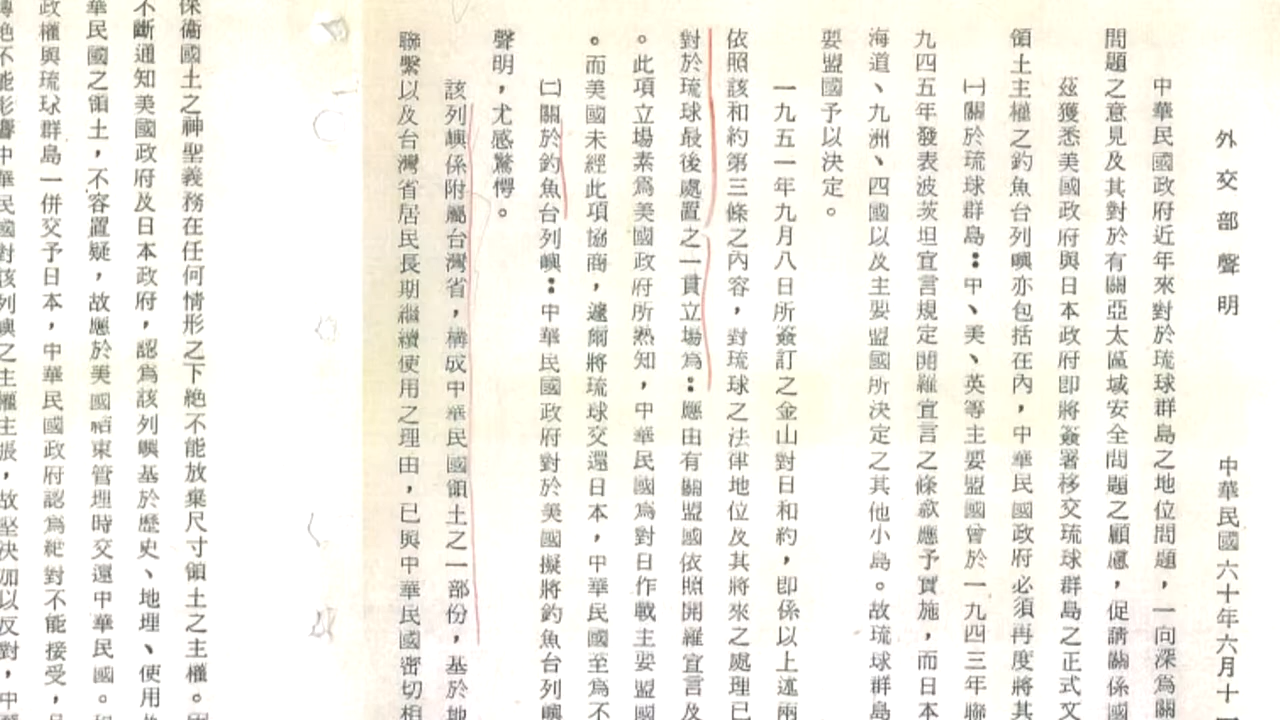 外交部聲明
中華民國六十年六月十
中華民國政府近年來對於琉球群島之地位問題，一向深為關
問題之意見及其對於有關亞太區域安全問題之顧慮，促請關係國
茲獲悉美國政府與日本政府即將簽署移交琉球群島之正式文
領土主權之釣魚台列嶼亦包括在內，中華民國政府必須再度將其
㈠關於琉球群島：中、美、英等主要盟國曾於一九四三年聯
九四五年發表波茨坦宣言規定開羅宣言之條款應予實施，而日本
海道、九洲、四國以及主要盟國所決定之其他小島。故琉球群島
要盟國予以決定。
一九五一年九月八日所簽訂之金山對日和約，即係以上述兩
依照該和約第三條之內容，對琉球之法律地位及其將來之處理已
對於琉球最後處置之一貫立場為：應由有關盟國依照開羅宣言及
。此項立場素為美國政府所熟知，中華民國為對日作戰主要盟國
。而美國未經此項協商，遽爾將琉球交還日本，中華民國至為不
㈡關於釣魚台列嶼：中華民國政府對於美國擬將釣魚台列嶼
聲明，尤感驚愕。
該列嶼係附屬台灣省，構成中華民國領土之一部份，基於地
聯繫以及台灣省居民長期繼續使用之理由，已與中華民國密切相
保衞國土之神聖義務在任何情形之下絕不能放棄尺寸領土之主權。
不斷通知美國政府及日本政府，認為該列嶼基於歷史、地理、使用
華民國之領土，不容置疑，故應於美國結束管理時交還中華民國。
政權與琉球群島一併交予日本，中華民國政府認為絕對不能接受，
絕不能影響中華民國對該列嶼之主權主張，故堅決加以反對，中